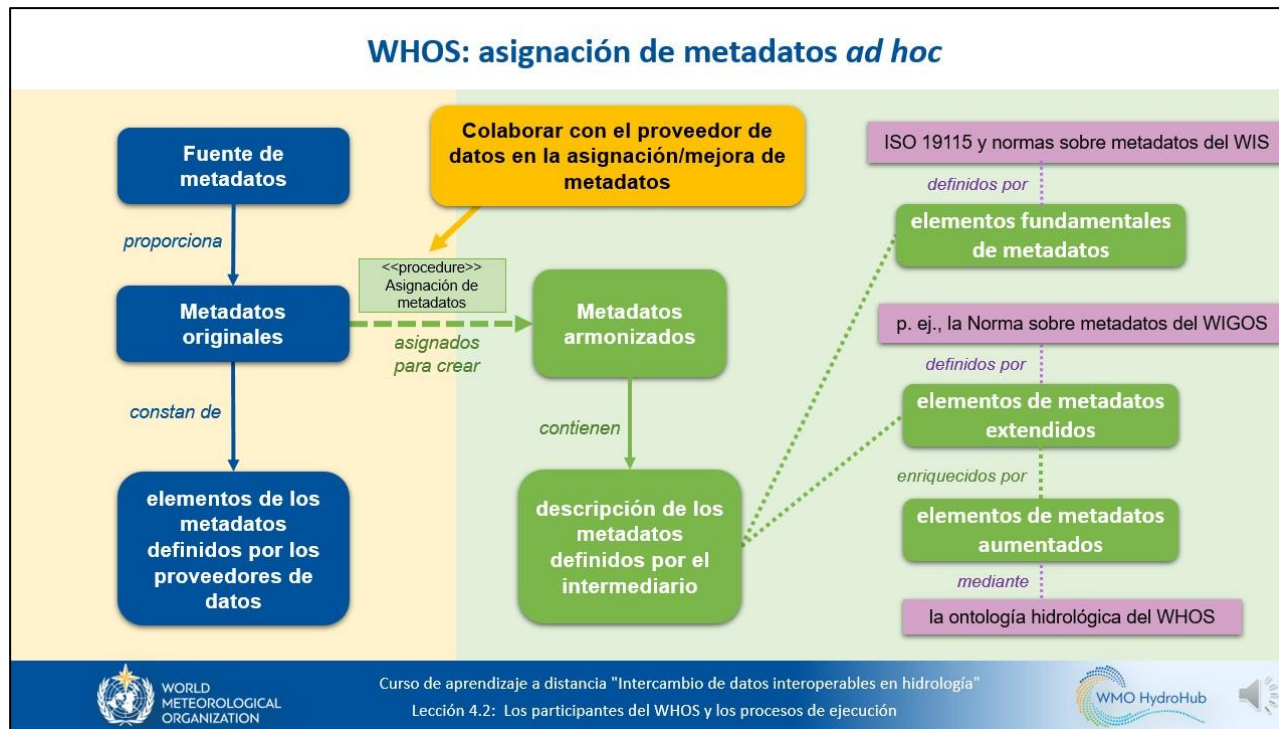 WHOS: asignación de metadatos ad hoc
Fuente de
metadatos
proporciona
Metadatos
originales
constan de
elementos de los
metadatos
definidos por los
proveedores de
datos
Colaborar con el proveedor de
datos en la asignación/mejora de
metadatos
<<procedure>>
Asignación de
metadatos
asignados
para crear
Metadatos
armonizados
contienen
descripción de los
metadatos
definidos por el
intermediario
ISO 19115 y normas sobre metadatos del WIS
definidos por
elementos fundamentales
de metadatos
p. ej., la Norma sobre metadatos del WIGOS
definidos por
elementos de metadatos
extendidos
enriquecidos por
elementos de metadatos
aumentados
mediante
la ontología hidrológica del WHOS
WORLD
METEOROLOGICAL
ORGANIZATION
Curso de aprendizaje a distancia "Intercambio de datos interoperables en hidrología"
Lección 4.2: Los participantes del WHOS y los procesos de ejecución
WMO HydroHub